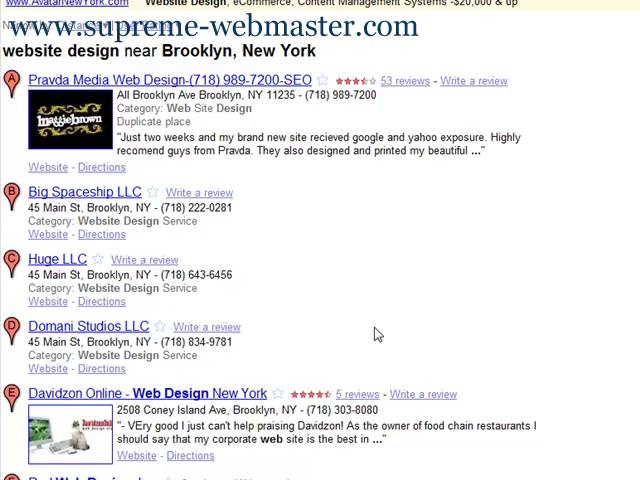 www.AvatarNewYork.com Website Design, eCommerce, Content Management Systems -$20,000 & up
www.supreme-webmaster.com
website design near Brooklyn, New York
A Pravda Media Web Design-(718) 989-7200-SEO 53 reviews - Write a review
All Brooklyn Ave Brooklyn, NY 11235 - (718) 989-7200
Category: Web Site Design
maggiebrown
Duplicate place
"Just two weeks and my brand new site recieved google and yahoo exposure. Highly
recomend guys from Pravda. They also designed and printed my beautiful ..."
Website - Directions
B Big Spaceship LLC Write a review
45 Main St, Brooklyn, NY - (718) 222-0281
Category: Website Design Service
Website - Directions
C Huge LLC Write a review
45 Main St, Brooklyn, NY - (718) 643-6456
Category: Website Design Service
Website - Directions
D Domani Studios LLC Write a review
45 Main St, Brooklyn, NY - (718) 834-9781
Category: Website Design Service
Website - Directions
E Davidzon Online - Web Design New York 5 reviews - Write a review
2508 Coney Island Ave, Brooklyn, NY - (718) 303-8080
"- VEry good I just can't help praising Davidzon! As the owner of food chain restaurants I
should say that my corporate web site is the best in ..."
Website - Directions